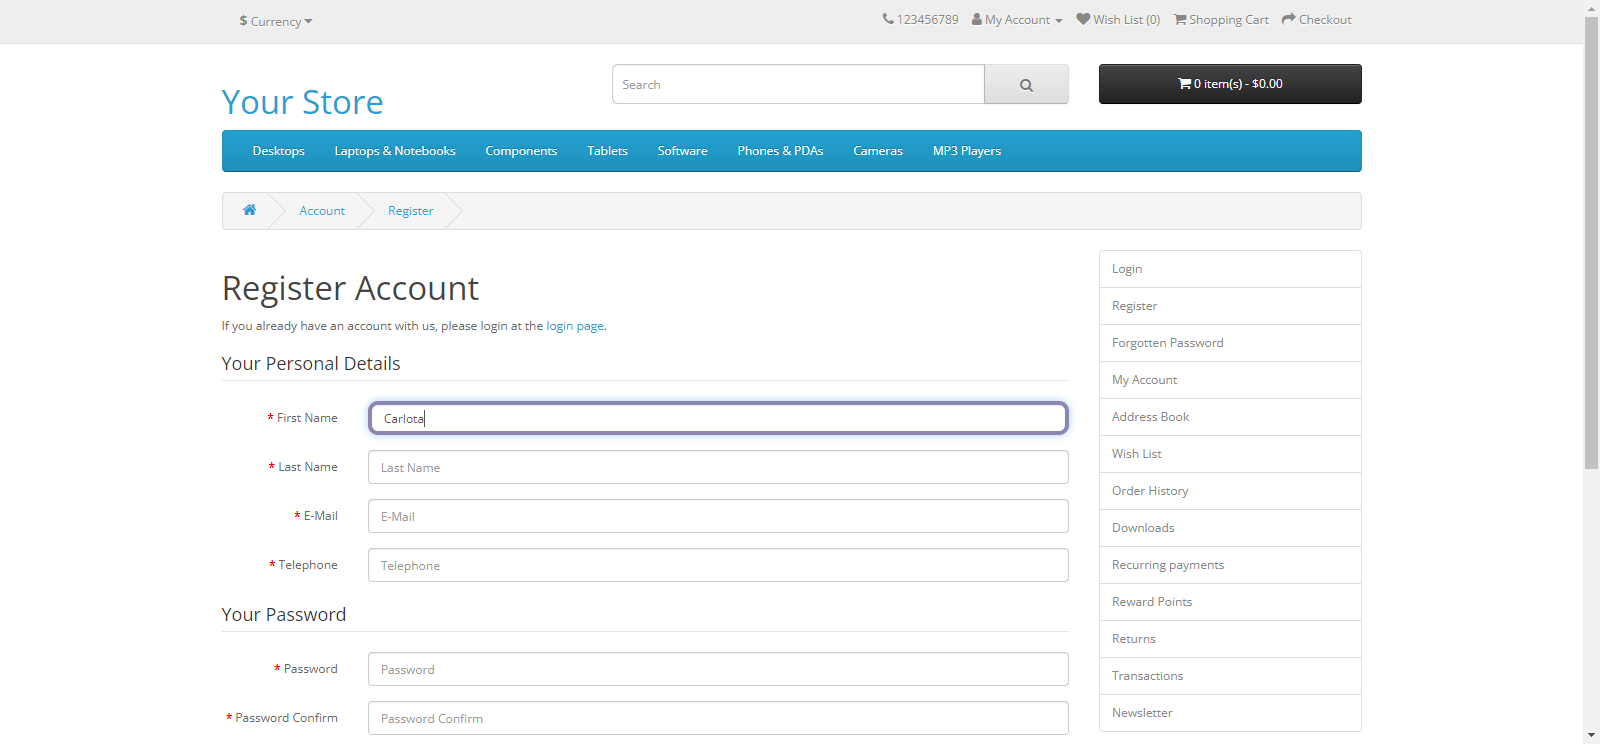 $ Currency
123456789 My Account Wish List (0) Shopping Cart Checkout
Your Store
Search
0 item(s) - $0.00
Desktops Laptops & Notebooks Components Tablets Software Phones & PDAs Cameras MP3 Players
Account Register
Register Account
If you already have an account with us, please login at the login page.
Your Personal Details
* First Name Carlota
* Last Name Last Name
* E-Mail E-Mail
* Telephone Telephone
Your Password
* Password Password
* Password Confirm Password Confirm
Login
Register
Forgotten Password
My Account
Address Book
Wish List
Order History
Downloads
Recurring payments
Reward Points
Returns
Transactions
Newsletter